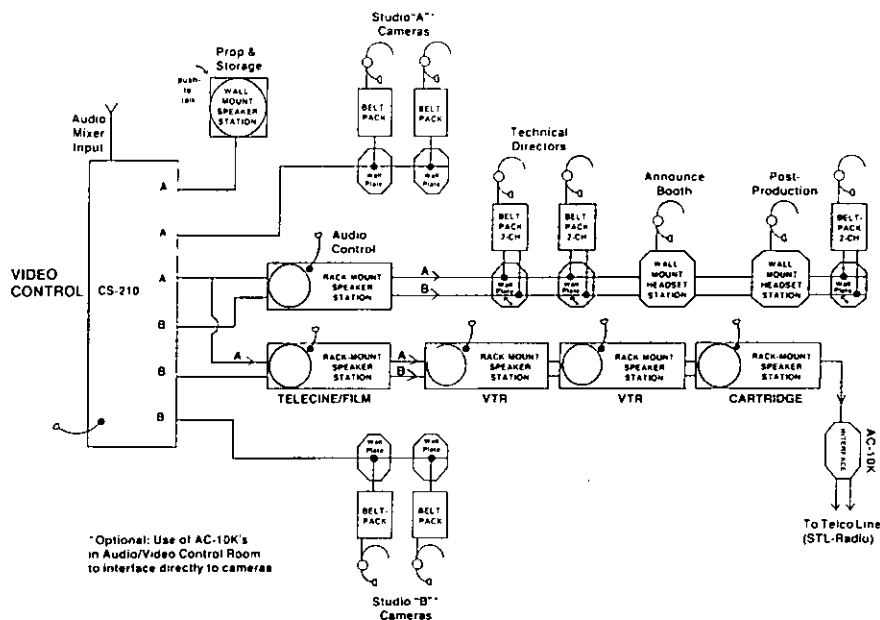 Studio "A"*
Cameras
Prop &
Storage
push-
to
talk
WALL
MOUNT
SPEAKER
STATION
Audio
Mixer
Input
BELT
PACK
BELT
PACK
Wall
Plate
Wall
Plate
A
A
A
B
B
B
VIDEO
CONTROL
CS-210
Technical
Directors
Announce
Booth
Post-
Production
BELT
PACK
2-CH
BELT
PACK
2-CH
BELT-
PACK
2-CH
Audio
Control
RACK MOUNT
SPEAKER
STATION
A
B
Wall
Plate
Wall
Plate
WALL
MOUNT
HEADSET
STATION
WALL
MOUNT
HEADSET
STATION
Wall
Plate
A
RACK-MOUNT
SPEAKER
STATION
A
B
RACK MOUNT
SPEAKER
STATION
RACK MOUNT
SPEAKER
STATION
RACK-MOUNT
SPEAKER
STATION
TELECINE/FILM
VTR
VTR
CARTRIDGE
INTERFACE
AC-10K
To Telco Line
(STL-Radio)
Wall
Plate
Wall
Plate
BELT-
PACK
BELT
PACK
*Optional: Use of AC-10K's
in Audio/Video Control Room
to interface directly to cameras
Studio "B"*
Cameras